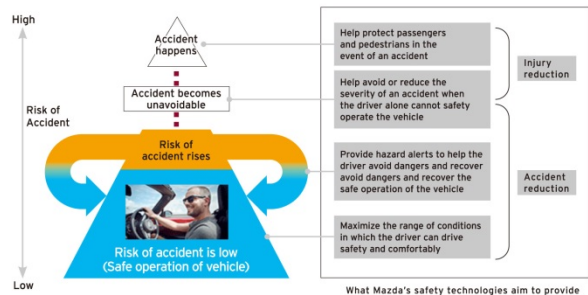 High
Risk of
Accident
Low
Accident
happens
Accident becomes
unavoidable
Risk of
accident rises
Risk of accident is low
(Safe operation of vehicle)
Help protect passengers
and pedestrians in the
event of an accident
Help avoid or reduce the
severity of an accident when
the driver alone cannot safety
operate the vehicle
Provide hazard alerts to help the
driver avoid dangers and recover
avoid dangers and recover the
safe operation of the vehicle
Maximize the range of conditions
in which the driver can drive
safety and comfortably
Injury
reduction
Accident
reduction
What Mazda's safety technologies aim to provide